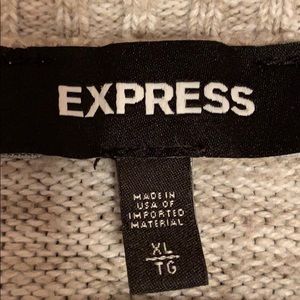 EXPRESS
MADE IN
USA OF
IMPORTED
MATERIAL
XL
TG